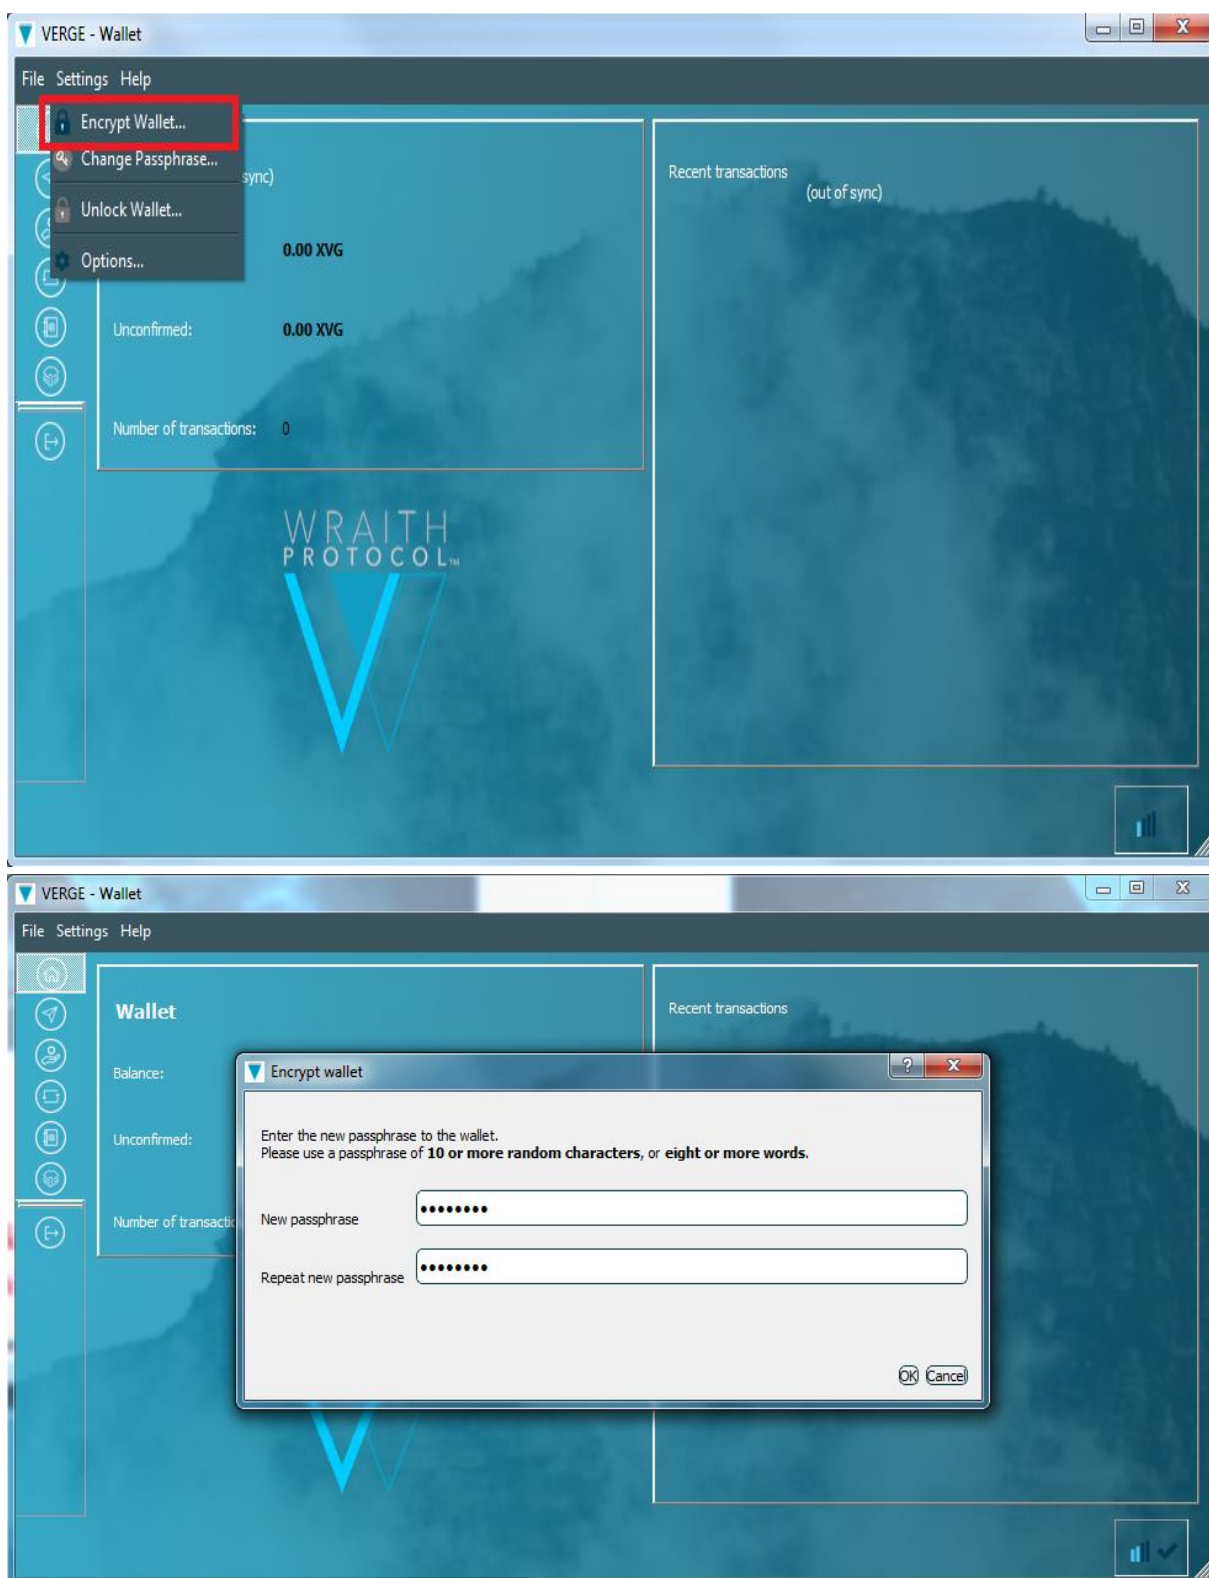 VERGE - Wallet
File Settings Help
Encrypt Wallet...
Change Passphrase...
sync)
Unlock Wallet...
Options...
0.00 XVG
Unconfirmed:
0.00 XVG
Number of transactions: 0
Recent transactions
(out of sync)
WRAITH
PROTOCOL™
VERGE - Wallet
File Settings Help
Wallet
Balance:
Unconfirmed:
Number of transactio
Recent transactions
Encrypt wallet
Enter the new passphrase to the wallet.
Please use a passphrase of 10 or more random characters, or eight or more words.
New passphrase ••••••••
Repeat new passphrase ••••••••
OK Cancel